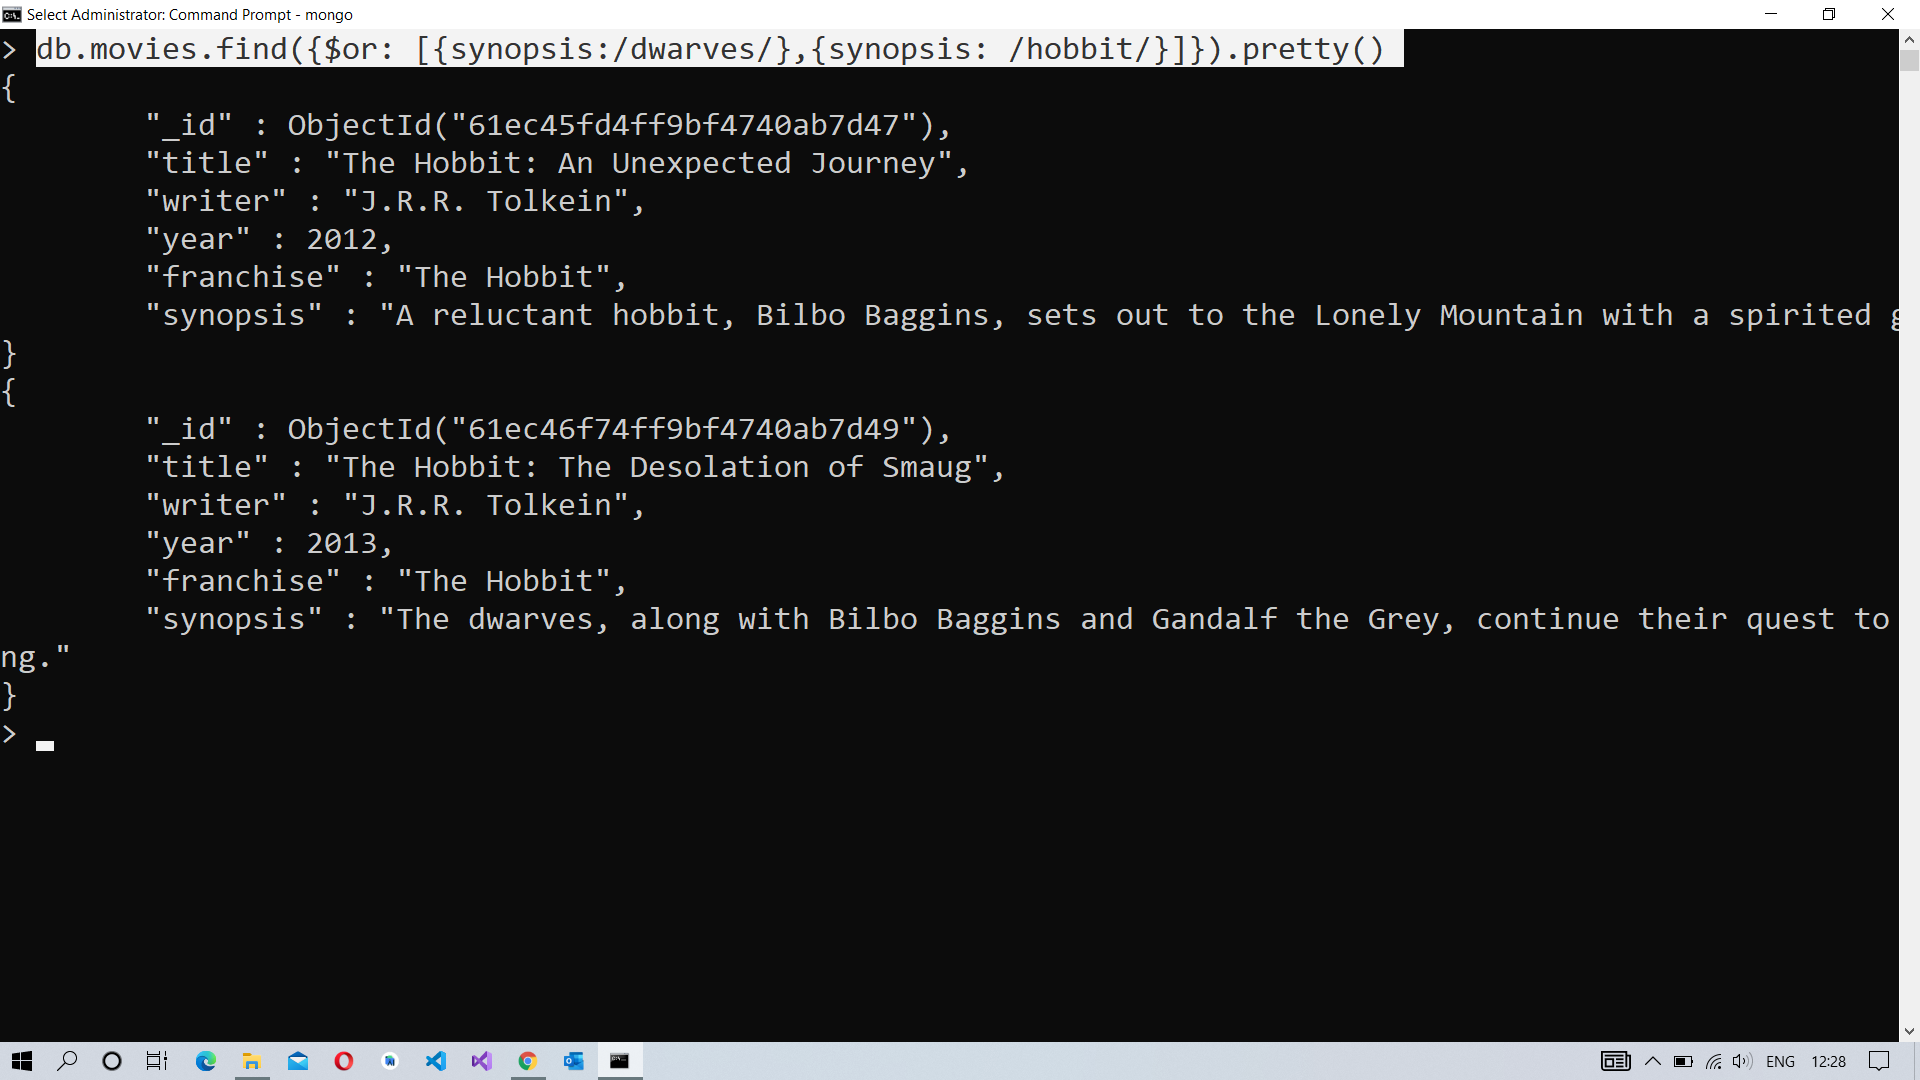 Select Administrator: Command Prompt - mongo
> db.movies.find({$or: [{synopsis:/dwarves/},{synopsis: /hobbit/}]}).pretty()
{
"_id" : ObjectId("61ec45fd4ff9bf4740ab7d47"),
"title" : "The Hobbit: An Unexpected Journey",
"writer" : "J.R.R. Tolkein",
"year" : 2012,
"franchise" : "The Hobbit",
"synopsis" : "A reluctant hobbit, Bilbo Baggins, sets out to the Lonely Mountain with a spirited g
}
{
"_id" : ObjectId("61ec46f74ff9bf4740ab7d49"),
"title" : "The Hobbit: The Desolation of Smaug",
"writer" : "J.R.R. Tolkein",
"year" : 2013,
"franchise" : "The Hobbit",
"synopsis" : "The dwarves, along with Bilbo Baggins and Gandalf the Grey, continue their quest to
ng."
}
>
ENG 12:28